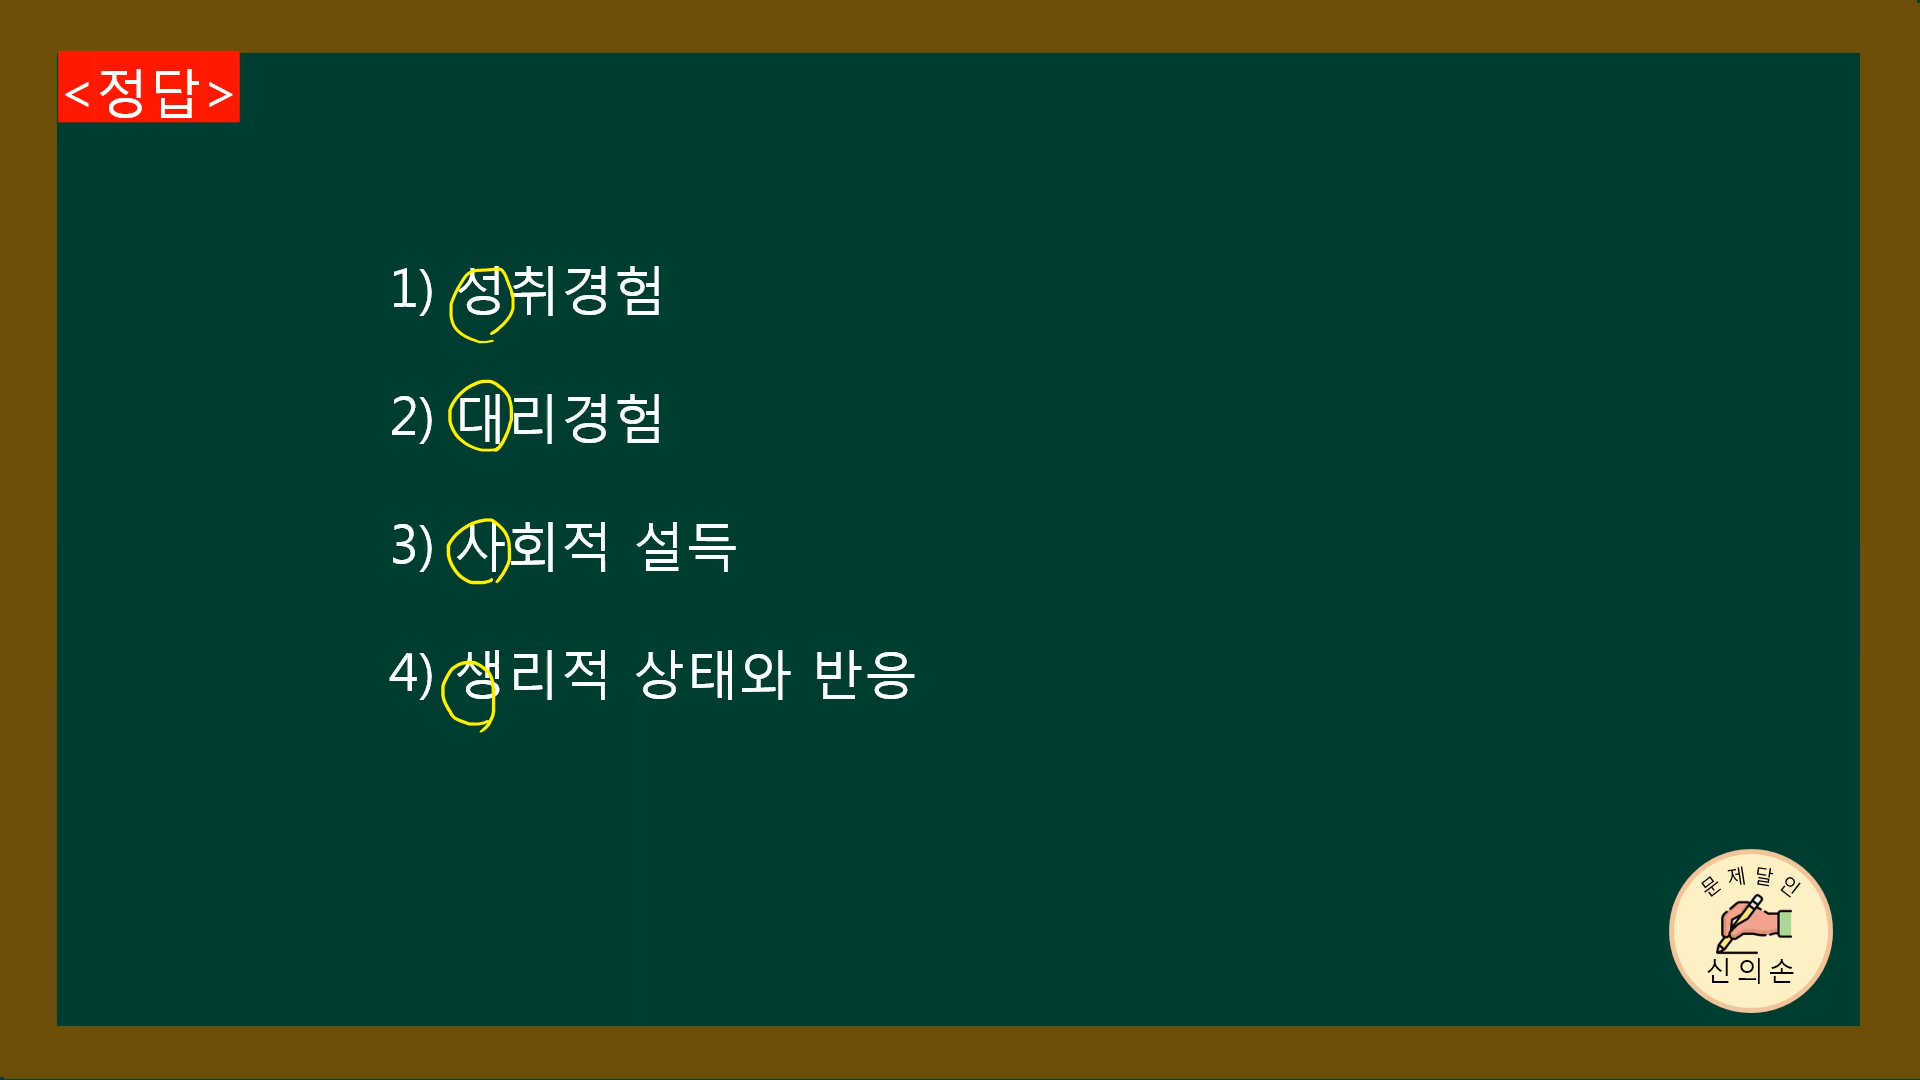 <정답>
1) 성취경험
2) 대리경험
3) 사회적 설득
4) 생리적 상태와 반응
문제달인
신의손